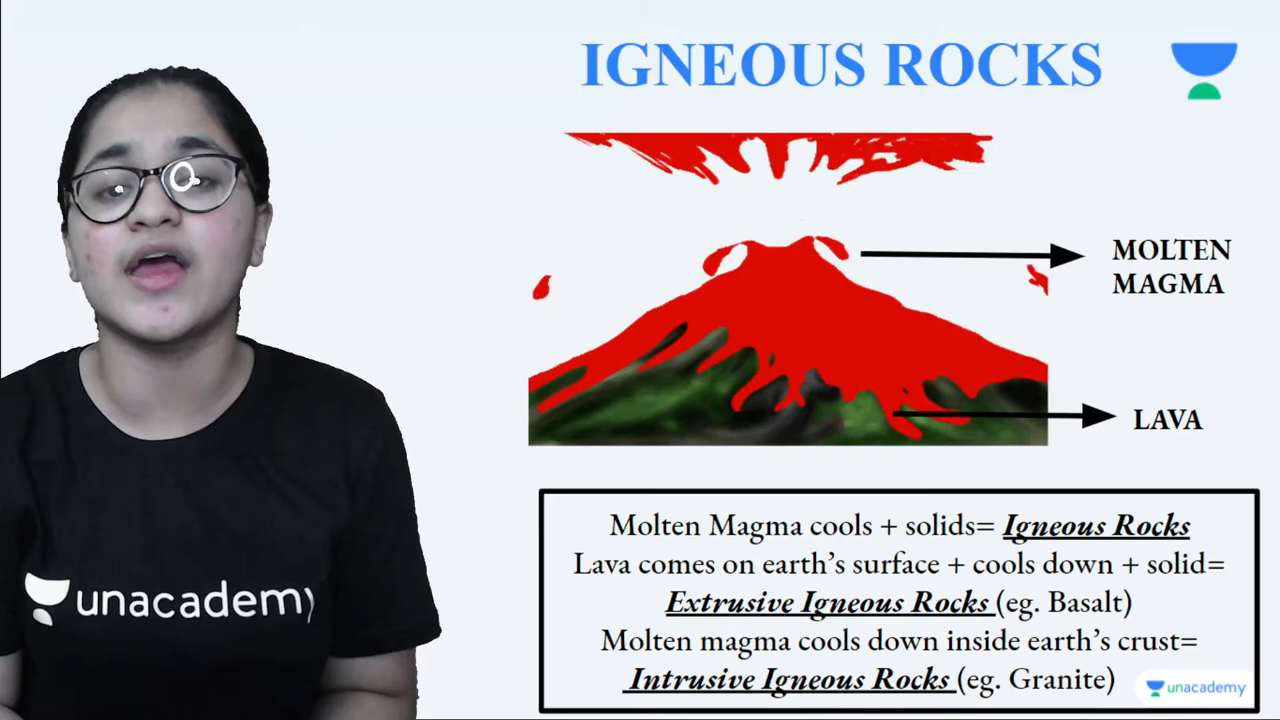 IGNEOUS ROCKS
MOLTEN
MAGMA
LAVA
unacademy
Molten Magma cools + solids= Igneous Rocks
Lava comes on earth’s surface + cools down + solid=
Extrusive Igneous Rocks (eg. Basalt)
Molten magma cools down inside earth’s crust=
Intrusive Igneous Rocks (eg. Granite)
unacademy